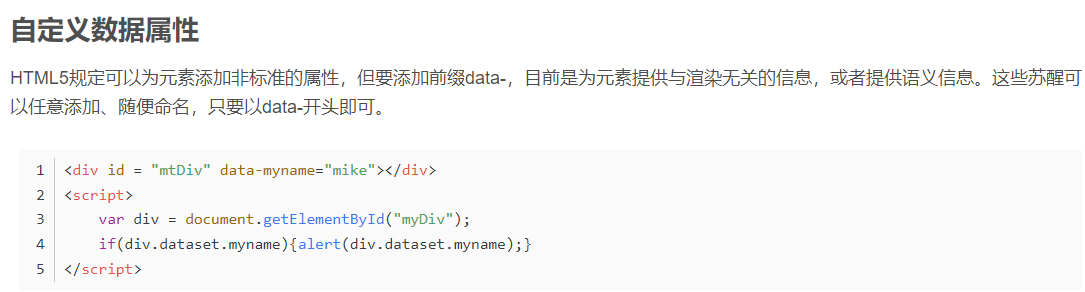 自定义数据属性
HTML5规定可以为元素添加非标准的属性，但要添加前缀data-，目前是为元素提供与渲染无关的信息，或者提供语义信息。这些苏醒可
以任意添加、随便命名，只要以data-开头即可。
1 <div id = "mtDiv" data-myname="mike"></div>
2 <script>
3     var div = document.getElementById("myDiv");
4     if(div.dataset.myname){alert(div.dataset.myname);}
5 </script>